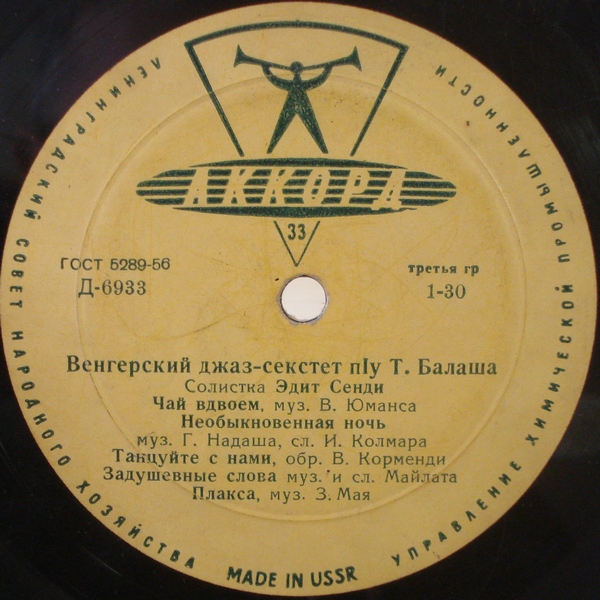 ЛЕНИНГРАДСКИЙ СОВЕТ НАРОДНОГО ХОЗЯЙСТВА
УПРАВЛЕНИЕ ХИМИЧЕСКОЙ ПРОМЫШЛЕННОСТИ
АККОРД
33
ГОСТ 5289-56
третья гр
Д-6933
1-30
Венгерский джаз-секстет пIу Т. Балаша
Солистка Эдит Сенди
Чай вдвоем, муз. В. Юманса
Необыкновенная ночь
муз. Г. Надаша, сл. И. Колмара
Танцуйте с нами, обр. В. Корменди
Задушевные слова муз. и сл. Майлата
Плакса, муз. З. Мая
MADE IN USSR